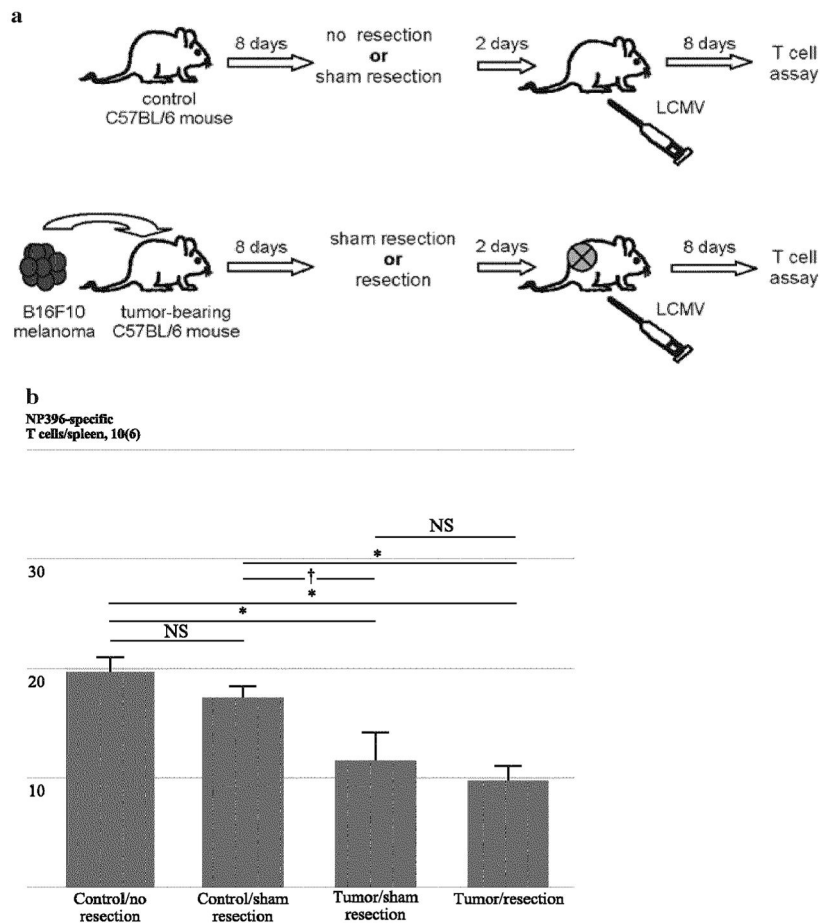 a
8 days
no resection
or
sham resection
2 days
8 days
T cell
assay
control
C57BL/6 mouse
LCMV
8 days
sham resection
or
resection
2 days
8 days
T cell
assay
B16F10
melanoma
tumor-bearing
C57BL/6 mouse
LCMV
b
NP396-specific
T cells/spleen, 10(6)
NS
*
30
†
*
*
NS
20
10
Control/no
resection
Control/sham
resection
Tumor/sham
resection
Tumor/resection